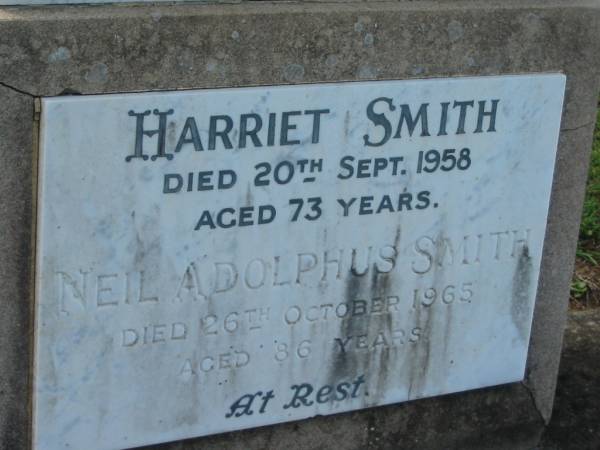 HARRIET SMITH
DIED 20TH SEPT. 1958
AGED 73 YEARS.
NEIL ADOLPHUS SMITH
DIED 26TH OCTOBER 1965
AGED 86 YEARS
At Rest.